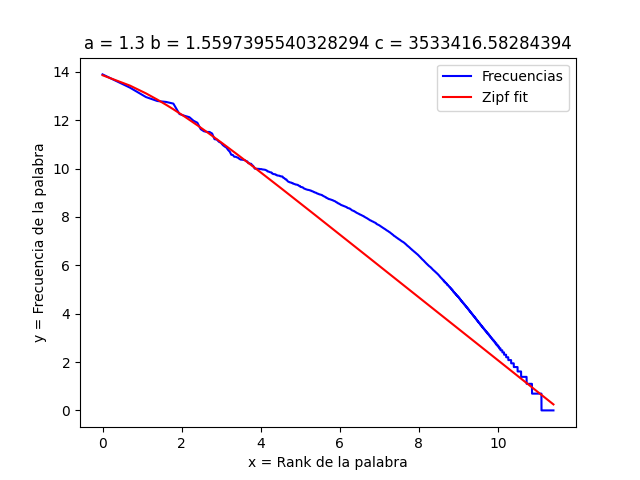 a = 1.3 b = 1.5597395540328294 c = 3533416.58284394
Frecuencias
Zipf fit
y = Frecuencia de la palabra
14
12
10
8
6
4
2
0
0 2 4 6 8 10
x = Rank de la palabra